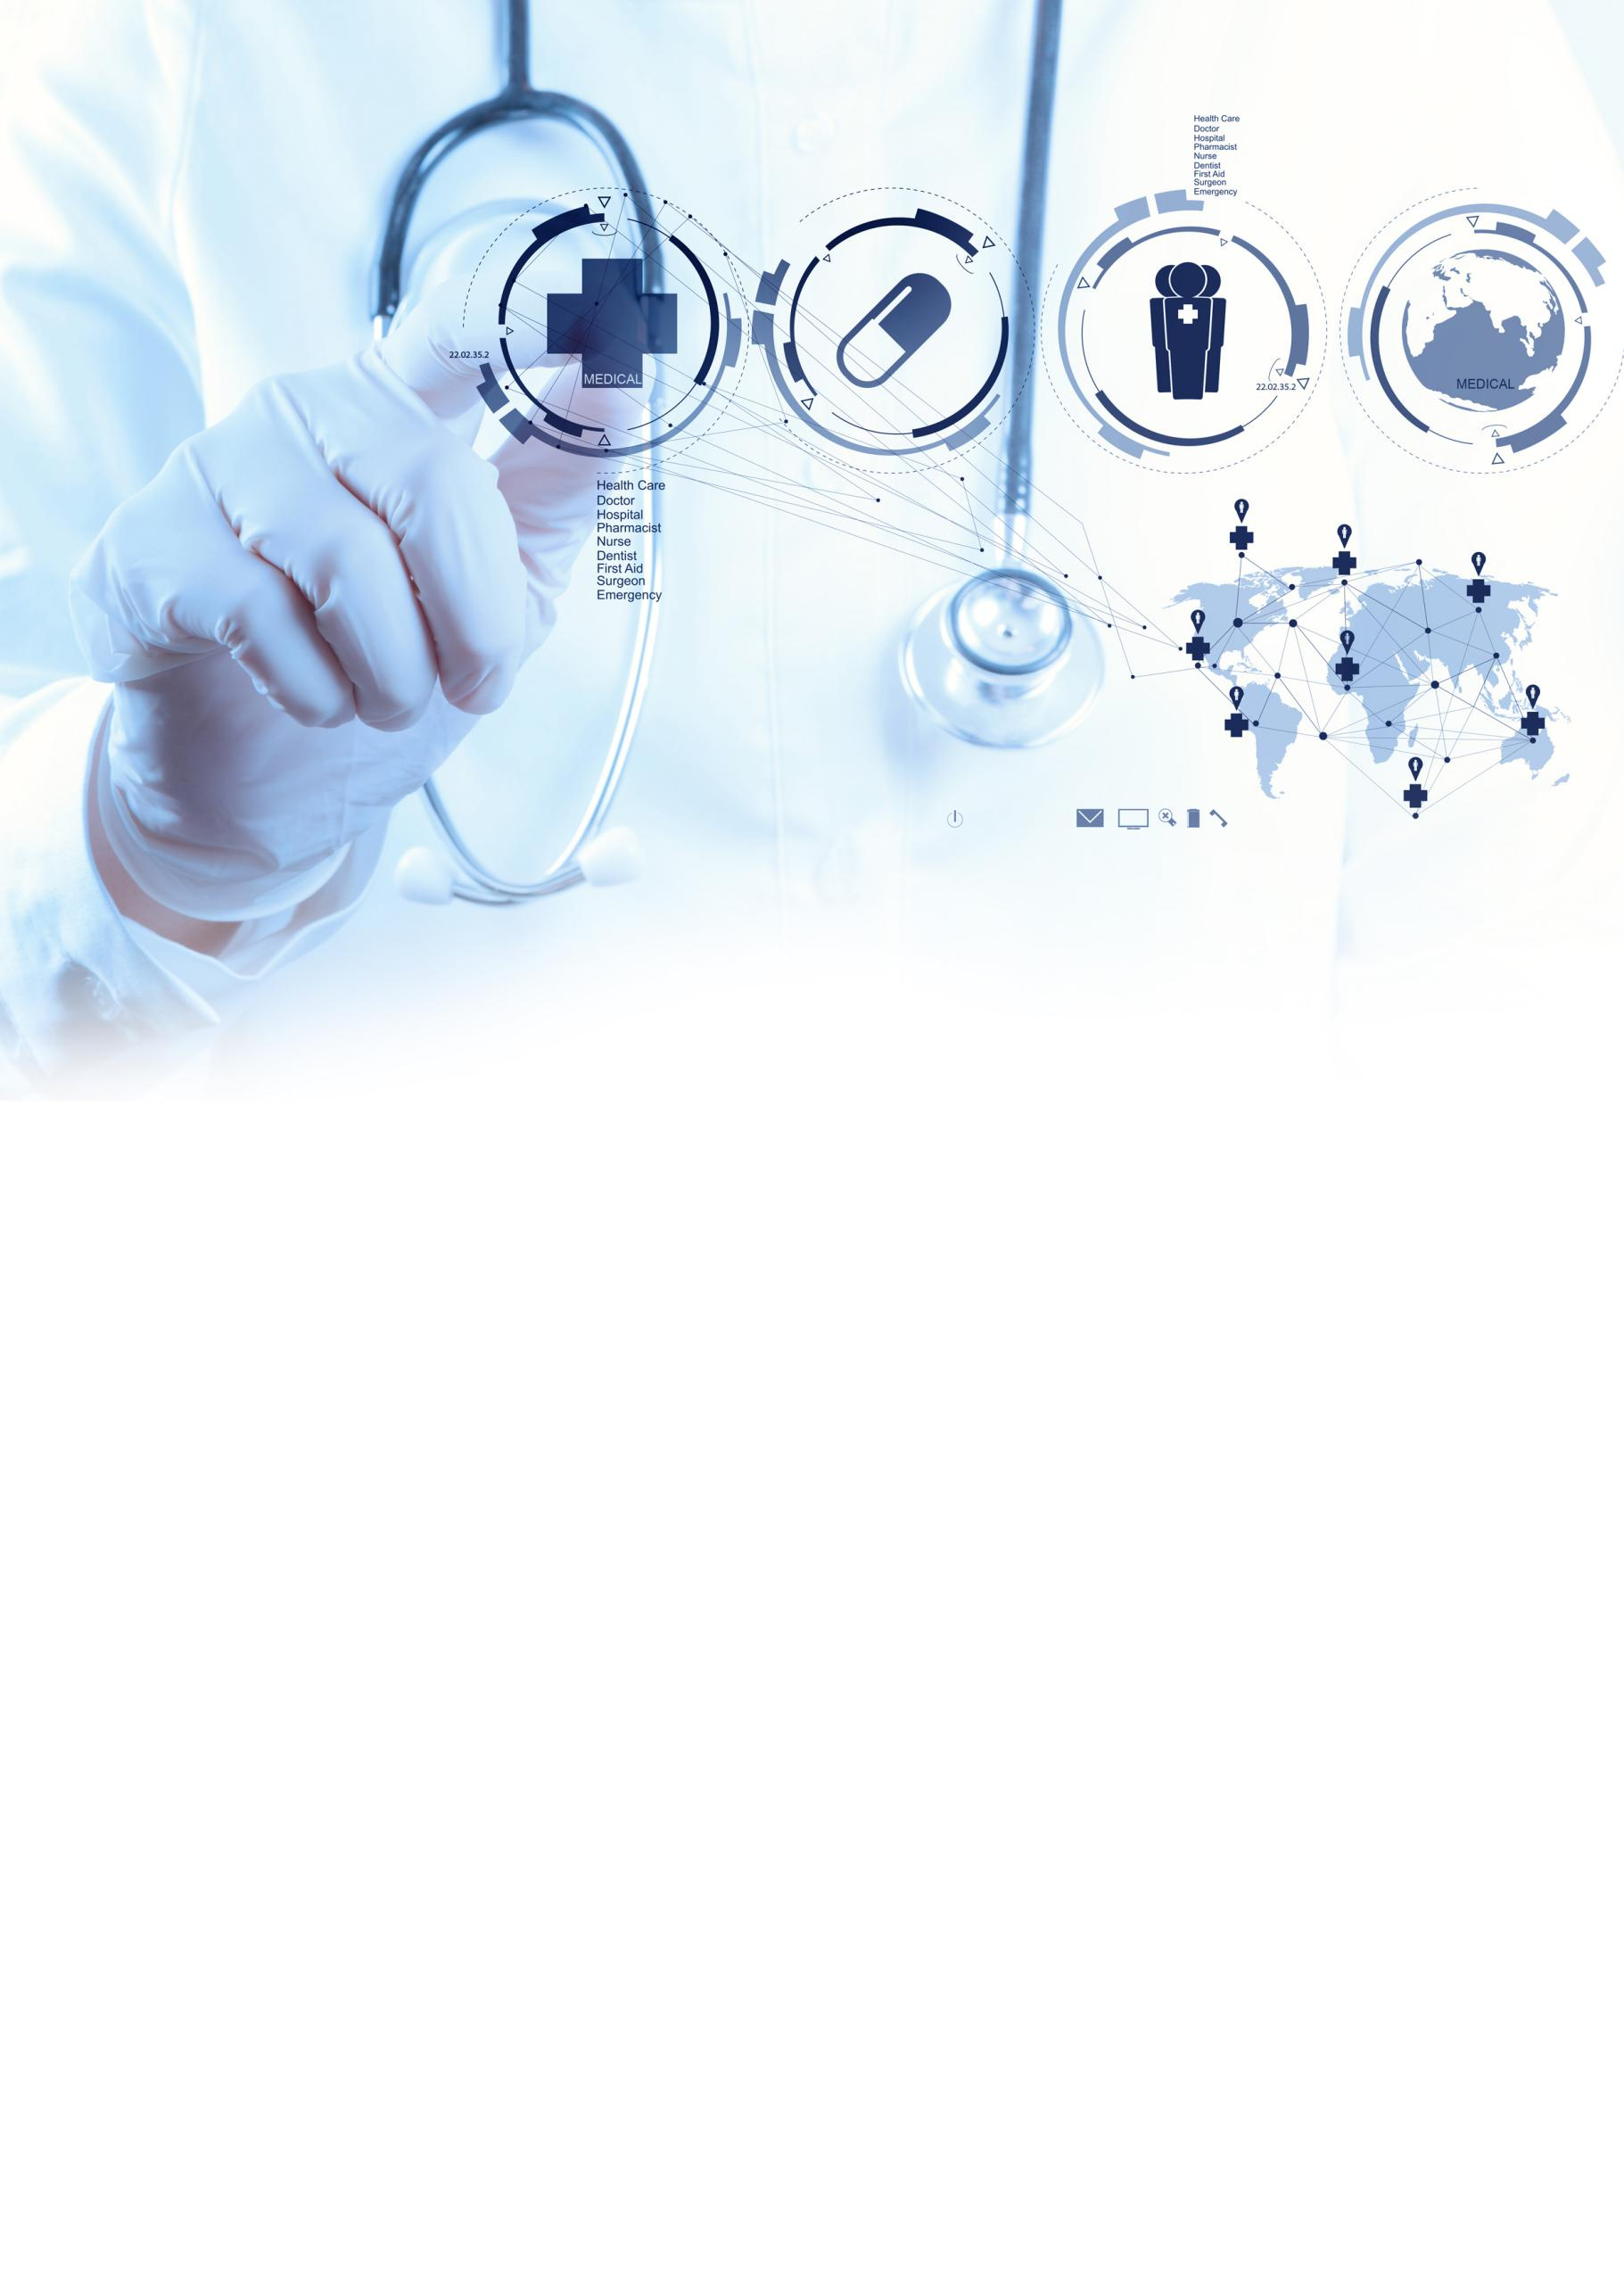 Health Care
Doctor
Hospital
Pharmacist
Nurse
Dentist
First Aid
Surgeon
Emergency
22.02.35.2
MEDICAL
22.02.35.2
MEDICAL
Health Care
Doctor
Hospital
Pharmacist
Nurse
Dentist
First Aid
Surgeon
Emergency